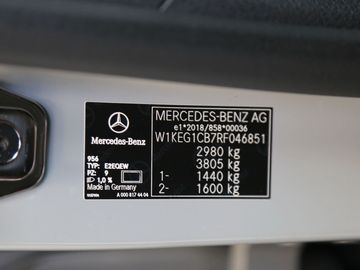 MERCEDES-BENZ AG
e1*2018/858*00036
W1KEG1CB7RF046851
2980 kg
3805 kg
1- 1440 kg
2- 1600 kg
Mercedes-Benz
956
TYP: E2EQEW
PZ: 9
1,0 %
Made in Germany
A 000 817 44 04